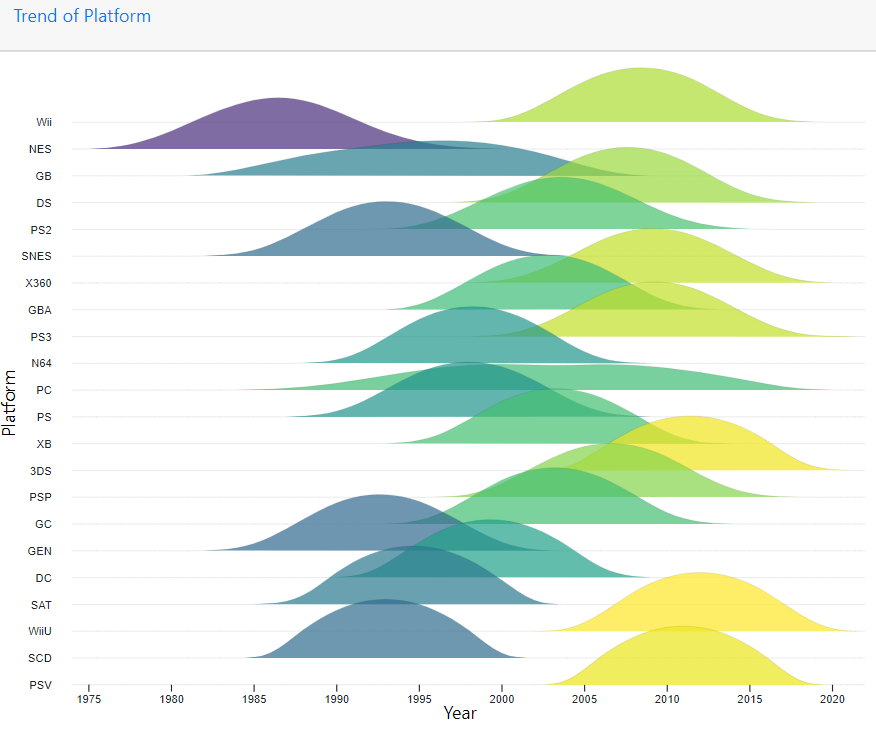 Trend of Platform
Wii
NES
GB
DS
PS2
SNES
X360
GBA
PS3
N64
PC
PS
XB
3DS
PSP
GC
GEN
DC
SAT
WiiU
SCD
PSV
Platform
1975 1980 1985 1990 1995 2000 2005 2010 2015 2020
Year